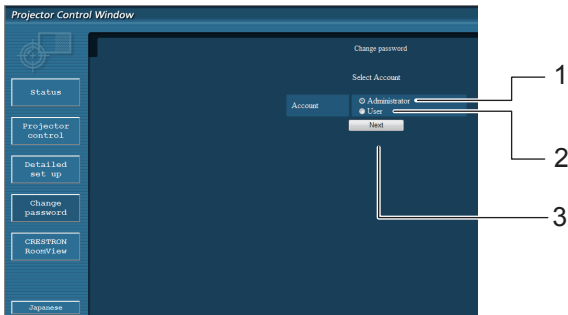 Projector Control Window
Change password
Select Account
Account
Administrator
User
Next
1
2
3
Status
Projector
control
Detailed
set up
Change
password
CRESTRON
RoomView
Japanese